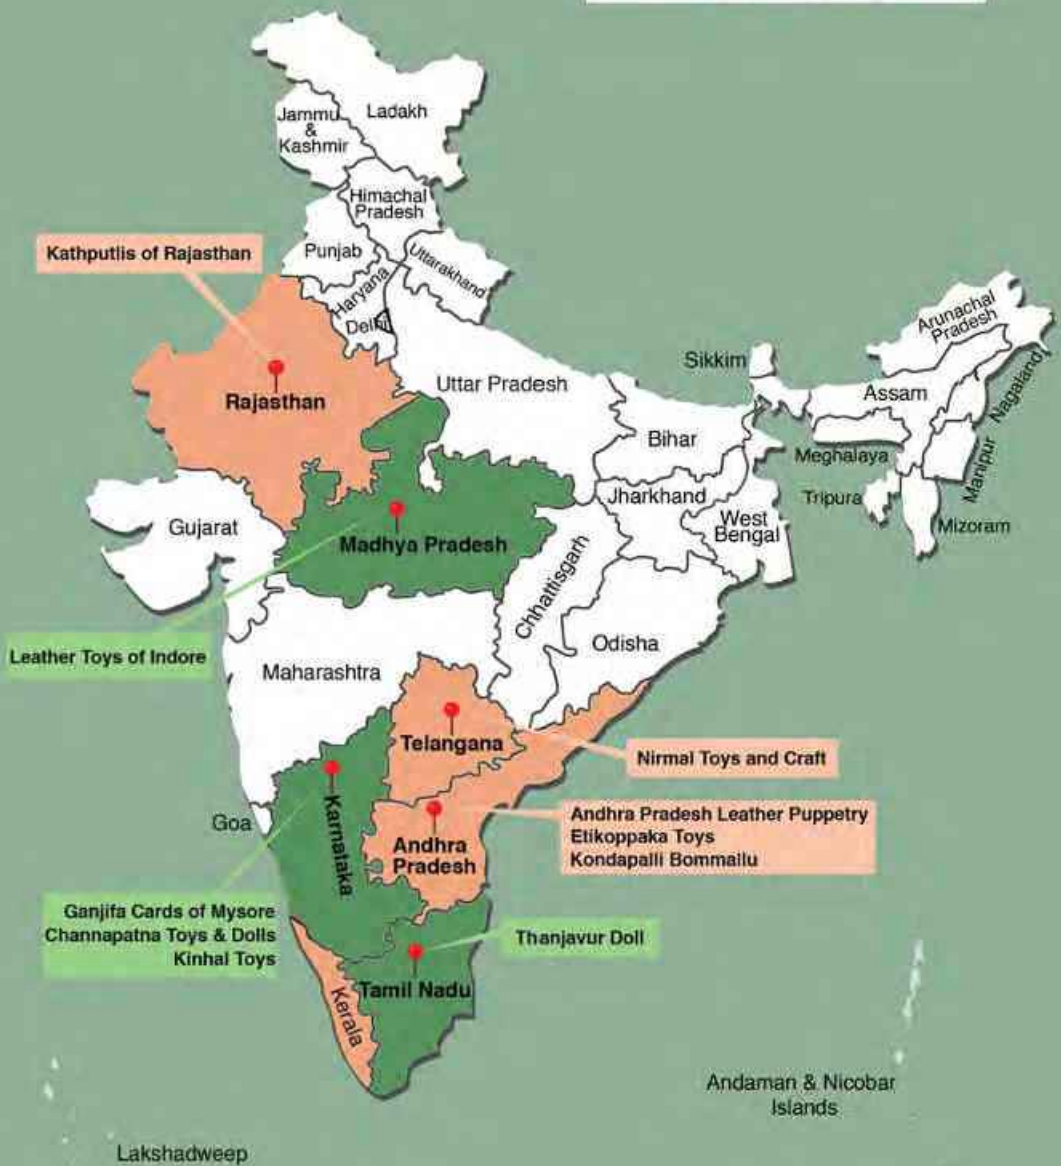 Ladakh
Jammu
&
Kashmir
Himachal
Pradesh
Punjab
Uttarakhand
Haryana
Delhi
Kathputlis of Rajasthan
Rajasthan
Uttar Pradesh
Sikkim
Arunachal
Pradesh
Assam
Nagaland
Bihar
Meghalaya
Manipur
Jharkhand
Tripura
Mizoram
West
Bengal
Gujarat
Madhya Pradesh
Chhattisgarh
Odisha
Leather Toys of Indore
Maharashtra
Telangana
Nirmal Toys and Craft
Goa
Karnataka
Andhra
Pradesh
Andhra Pradesh Leather Puppetry
Etikoppaka Toys
Kondapalli Bommallu
Ganjifa Cards of Mysore
Channapatna Toys & Dolls
Kinhal Toys
Thanjavur Doll
Tamil Nadu
Kerala
Andaman & Nicobar
Islands
Lakshadweep